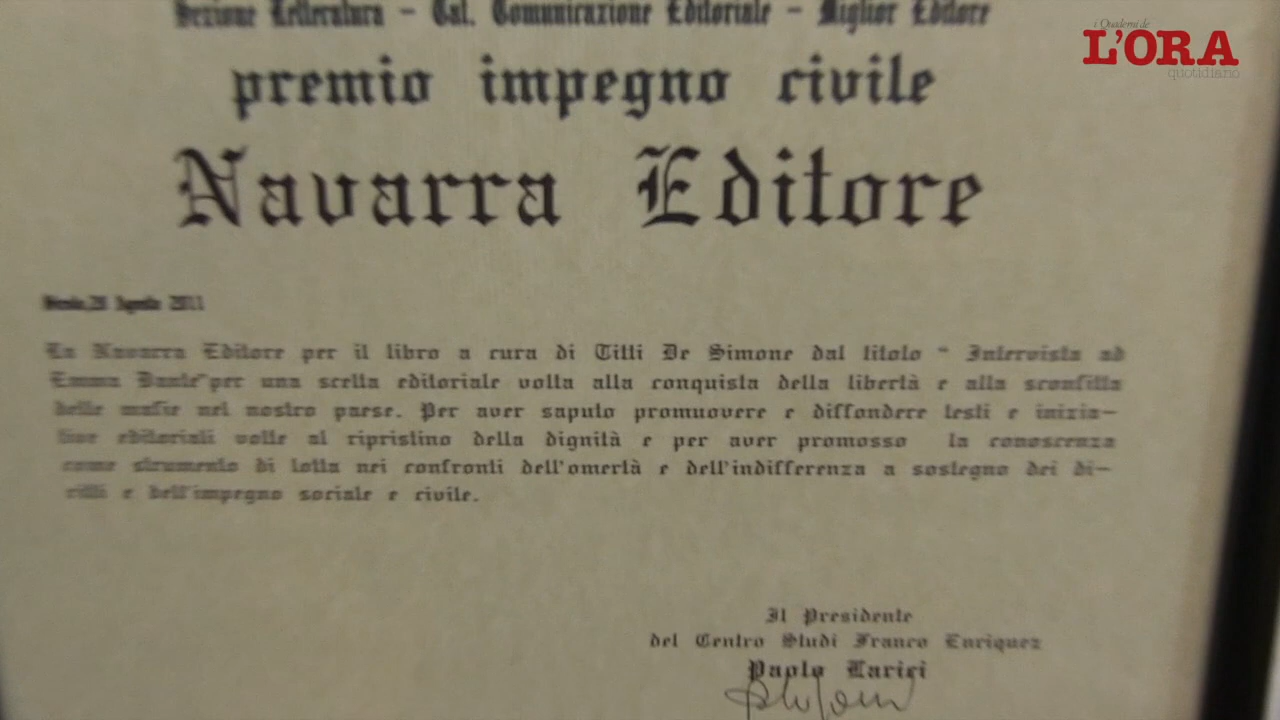 i Quaderni de
L'ORA
quotidiano
Sezione Letteratura – Cat. Comunicazione Editoriale – Miglior Editore
premio impegno civile
Navarra Editore
Agosto 2011
La Navarra Editore per il libro a cura di Titti De Simone dal titolo " Intervista ad
Emma Dante" per una scelta editoriale volta alla conquista della libertà e alla sconfitta
delle mafie nel nostro paese. Per aver saputo promuovere e diffondere testi e inizia-
tive editoriali volte al ripristino della dignità e per aver promosso la conoscenza
come strumento di lotta nei confronti dell'omertà e dell'indifferenza a sostegno dei di-
ritti e dell'impegno sociale e civile.
Il Presidente
del Centro Studi Franco Enriquez
Paolo Larici